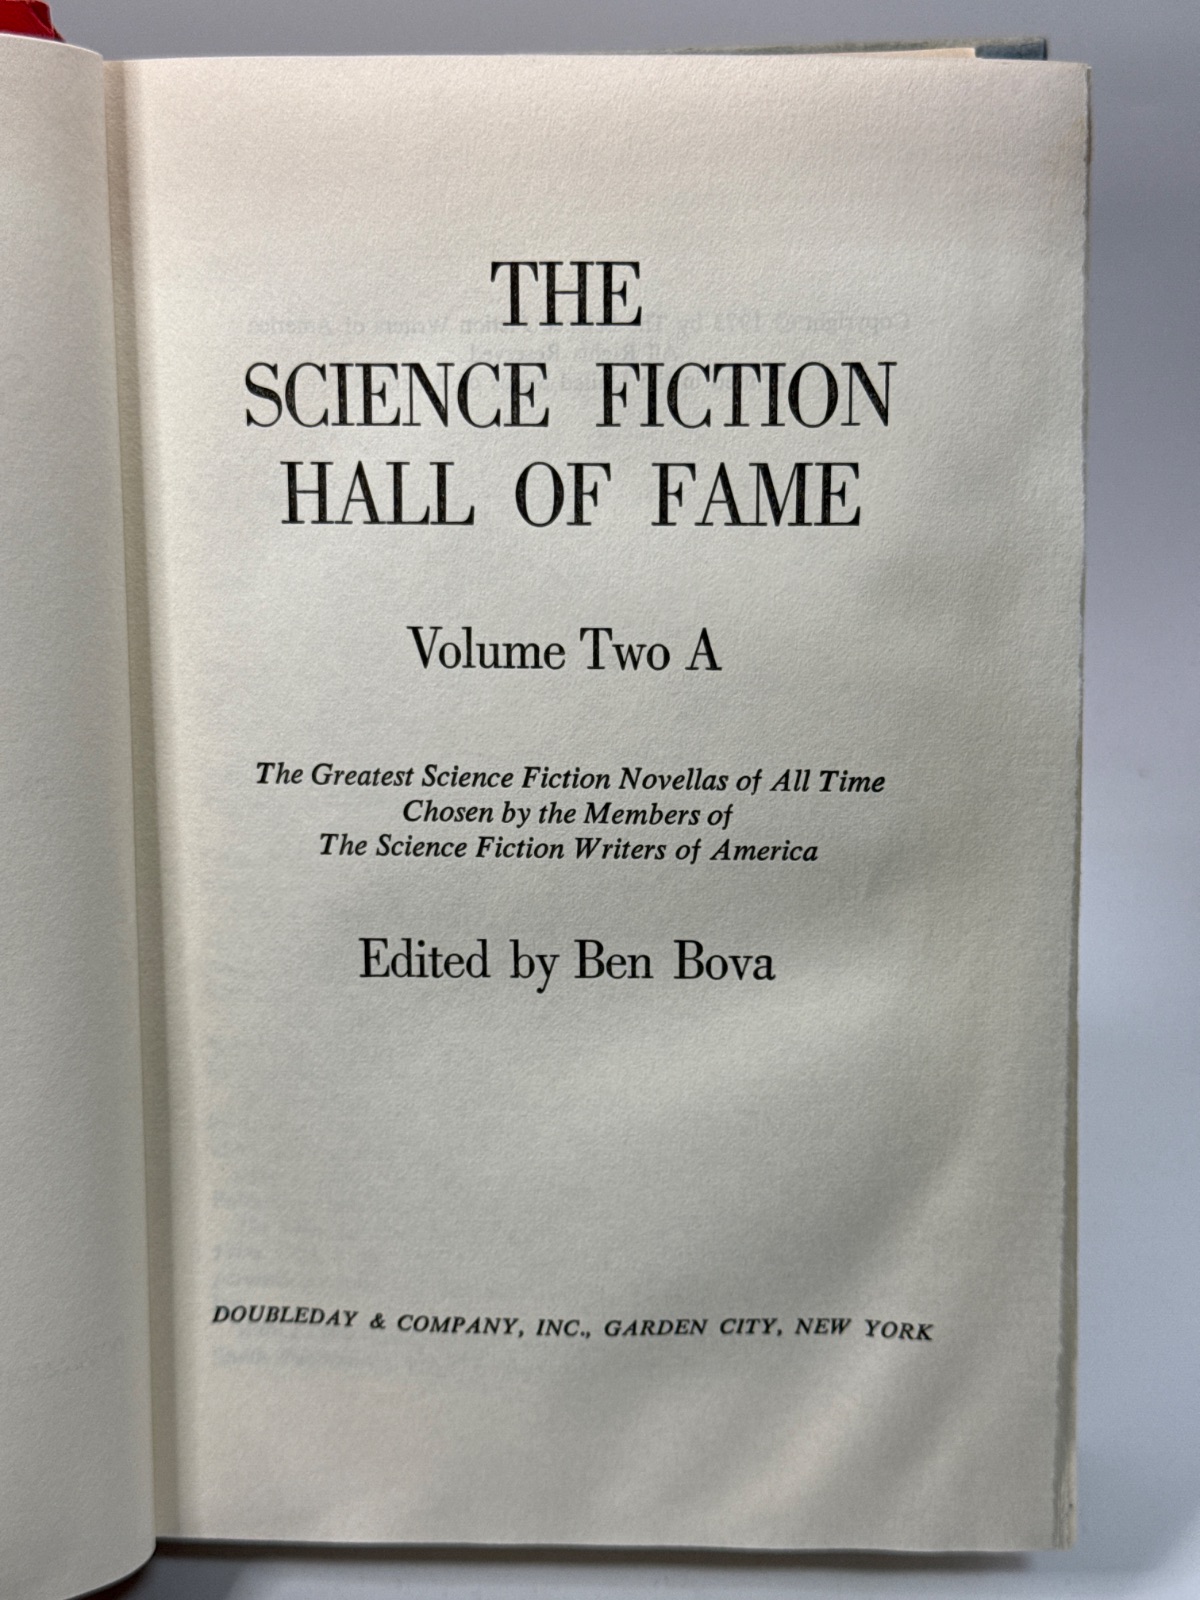 THE
SCIENCE FICTION
HALL OF FAME
Volume Two A
The Greatest Science Fiction Novellas of All Time
Chosen by the Members of
The Science Fiction Writers of America
Edited by Ben Bova
DOUBLEDAY & COMPANY, INC., GARDEN CITY, NEW YORK